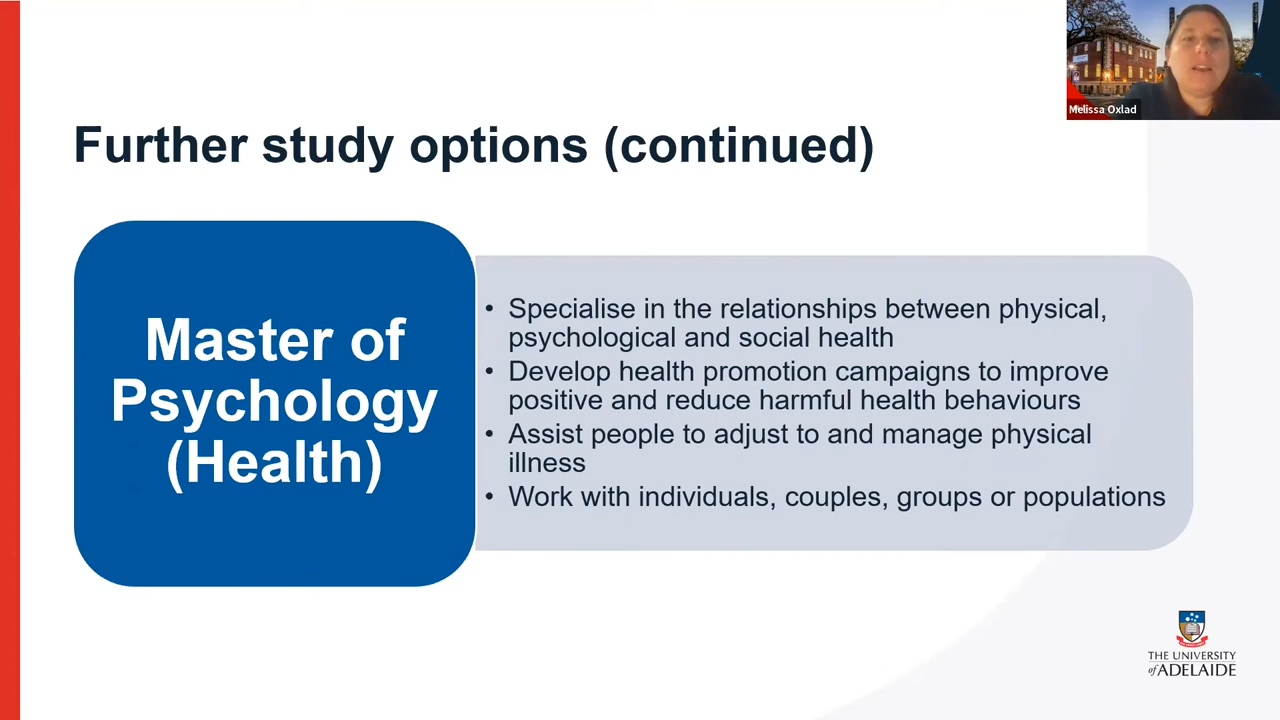 Melissa Oxlad
Further study options (continued)
Master of
Psychology
(Health)
• Specialise in the relationships between physical,
psychological and social health
• Develop health promotion campaigns to improve
positive and reduce harmful health behaviours
• Assist people to adjust to and manage physical
illness
• Work with individuals, couples, groups or populations
THE UNIVERSITY
of ADELAIDE